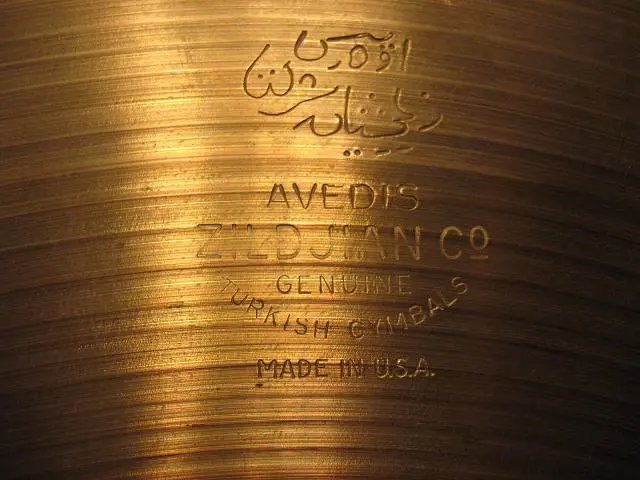 AVEDIS
ZILDJIAN Cº
GENUINE
TURKISH CYMBALS
MADE IN U.S.A.